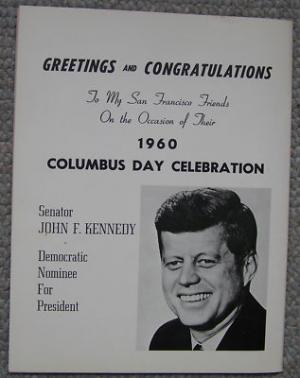 GREETINGS AND CONGRATULATIONS
To My San Francisco Friends
On the Occasion of Their
1960
COLUMBUS DAY CELEBRATION
Senator
JOHN F. KENNEDY
Democratic
Nominee
For
President